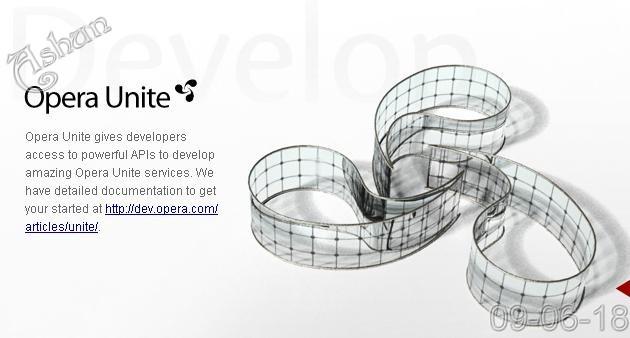 Develop
Ashun
Opera Unite
Opera Unite gives developers
access to powerful APIs to develop
amazing Opera Unite services. We
have detailed documentation to get
your started at http://dev.opera.com/
articles/unite/.
09-06-18